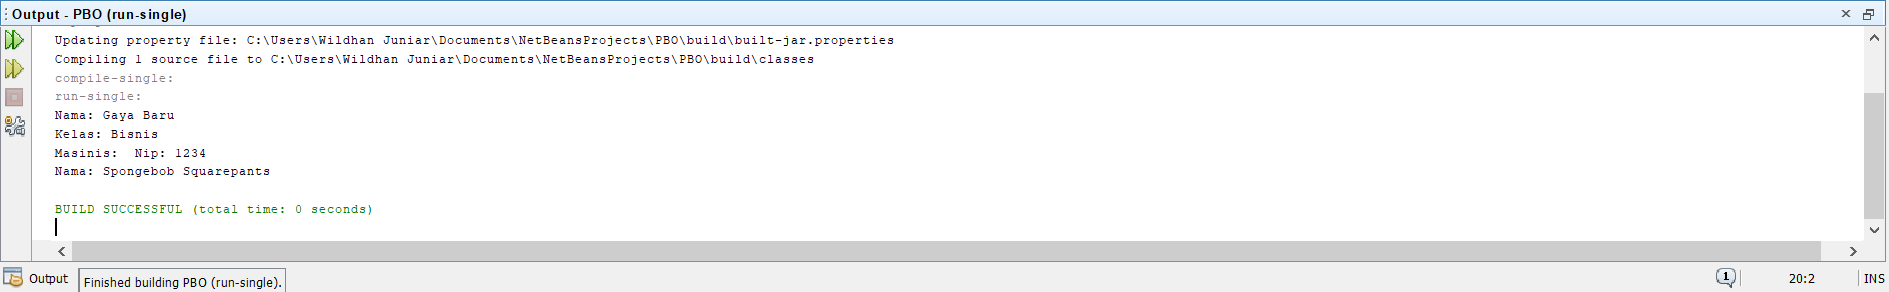 Output - PBO (run-single)
Updating property file: C:\Users\Wildhan Juniar\Documents\NetBeansProjects\PBO\build\built-jar.properties
Compiling 1 source file to C:\Users\Wildhan Juniar\Documents\NetBeansProjects\PBO\build\classes
compile-single:
run-single:
Nama: Gaya Baru
Kelas: Bisnis
Masinis:  Nip: 1234
Nama: Spongebob Squarepants
BUILD SUCCESSFUL (total time: 0 seconds)
Output
Finished building PBO (run-single).
1
20:2
INS